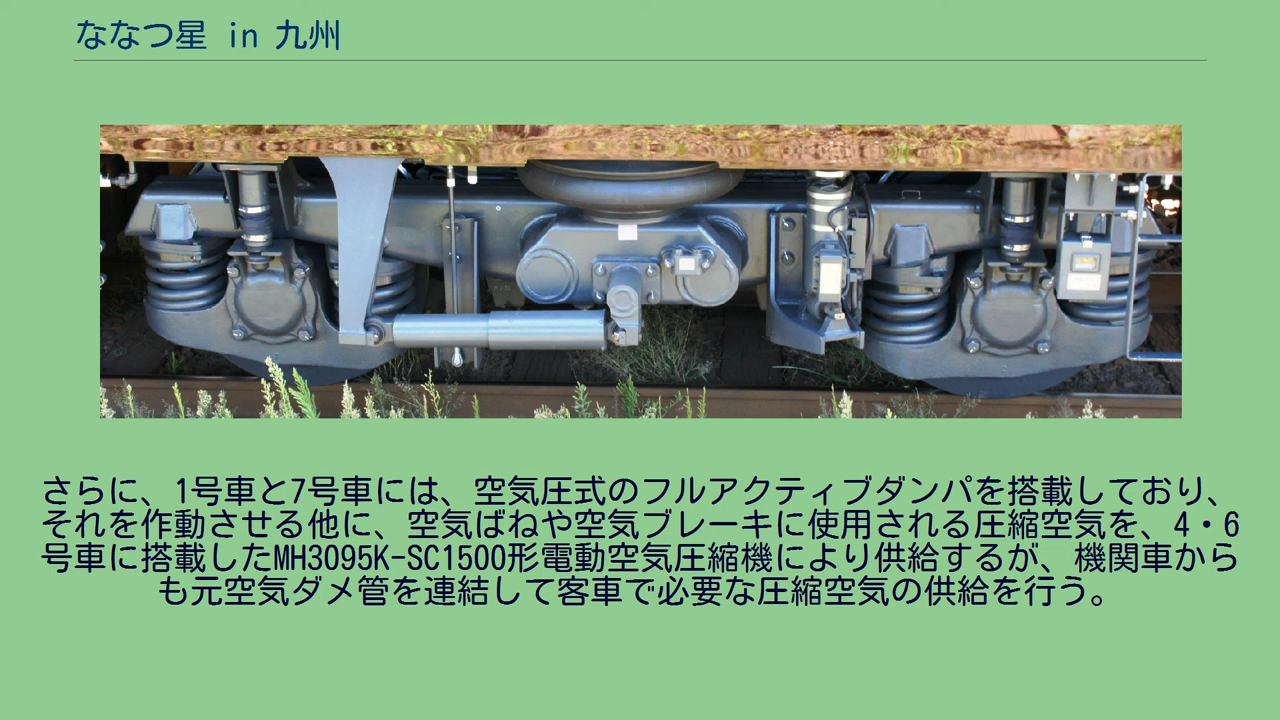 ななつ星 in 九州
さらに、1号車と7号車には、空気圧式のフルアクティブダンパを搭載しており、
それを作動させる他に、空気ばねや空気ブレーキに使用される圧縮空気を、4・6
号車に搭載したMH3095K-SC1500形電動空気圧縮機により供給するが、機関車から
も元空気ダメ管を連結して客車で必要な圧縮空気の供給を行う。